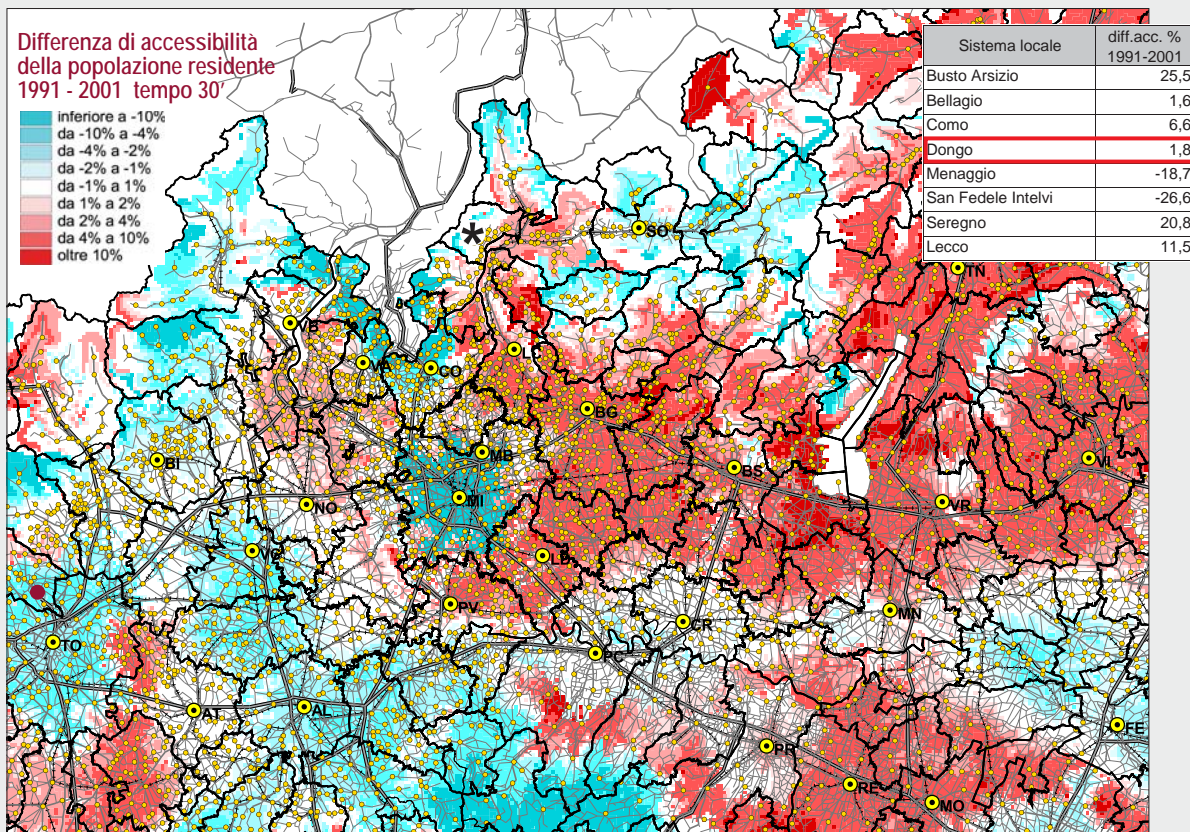 Differenza di accessibilità
della popolazione residente
1991 - 2001 tempo 30'
inferiore a -10%
da -10% a -4%
da -4% a -2%
da -2% a -1%
da -1% a 1%
da 1% a 2%
da 2% a 4%
da 4% a 10%
oltre 10%
Sistema locale diff.acc. % 1991-2001
Busto Arsizio 25,5
Bellagio 1,6
Como 6,6
Dongo 1,8
Menaggio -18,7
San Fedele Intelvi -26,6
Seregno 20,8
Lecco 11,5
*
SO
TN
VB
VA
CO
BG
BI
MB
BS
VI
MI
NO
VR
PV
CR
MN
TO
AT
AL
FE
PR
RE
MO